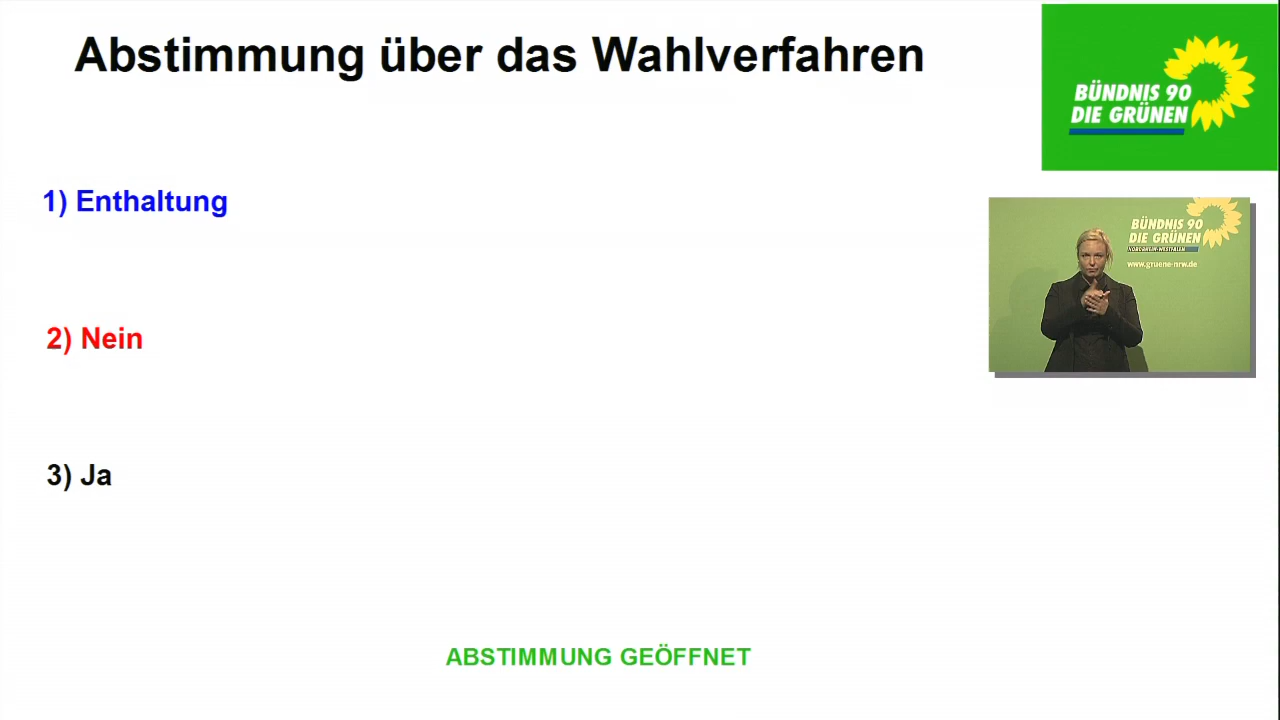 Abstimmung über das Wahlverfahren
BÜNDNIS 90
DIE GRÜNEN
1) Enthaltung
BÜNDNIS 90
DIE GRÜNEN
NORDRHEIN-WESTFALEN
www.gruene-nrw.de
2) Nein
3) Ja
ABSTIMMUNG GEÖFFNET